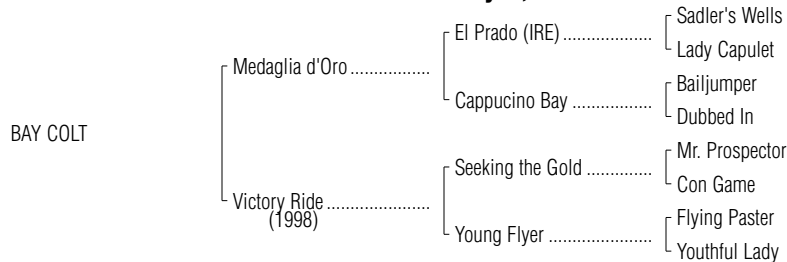 Sadler's Wells
El Prado (IRE) ....................
Lady Capulet
Medaglia d'Oro .................
Bailjumper
Cappucino Bay ..................
Dubbed In
BAY COLT
Mr. Prospector
Seeking the Gold ...............
Con Game
Victory Ride ......................
(1998)
Flying Paster
Young Flyer .......................
Youthful Lady